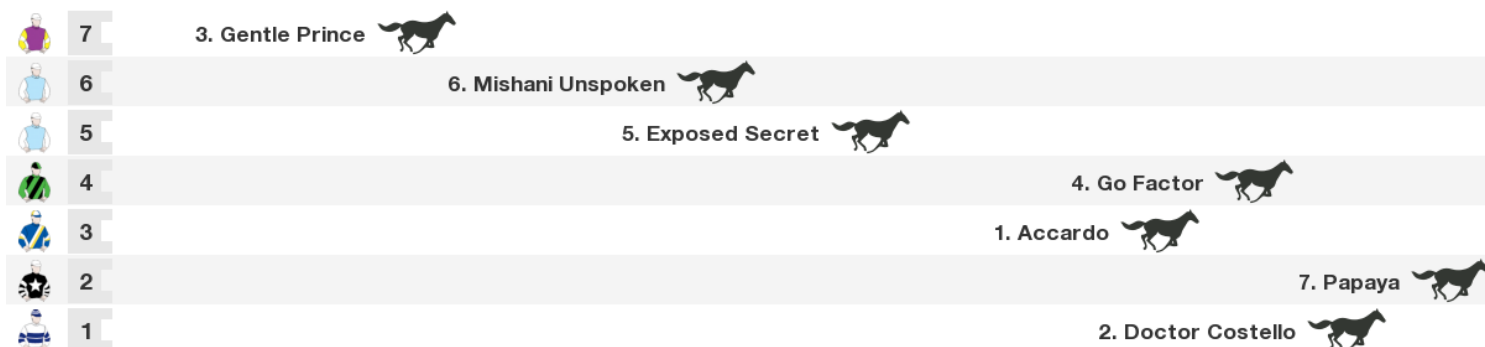 7 3. Gentle Prince
6 6. Mishani Unspoken
5 5. Exposed Secret
4 4. Go Factor
3 1. Accardo
2 7. Papaya
1 2. Doctor Costello